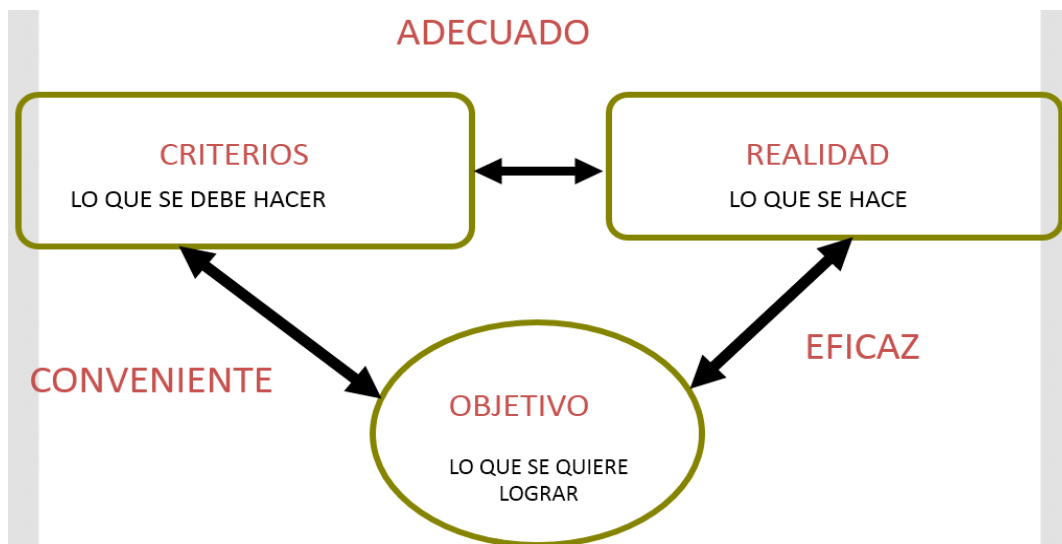 ADECUADO
CRITERIOS
LO QUE SE DEBE HACER
REALIDAD
LO QUE SE HACE
CONVENIENTE
EFICAZ
OBJETIVO
LO QUE SE QUIERE
LOGRAR